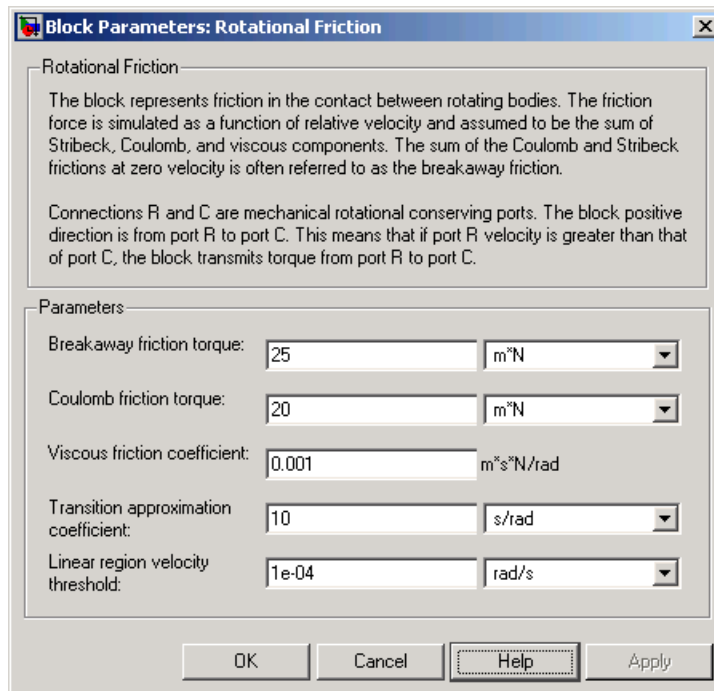 Block Parameters: Rotational Friction
Rotational Friction
The block represents friction in the contact between rotating bodies. The friction
force is simulated as a function of relative velocity and assumed to be the sum of
Stribeck, Coulomb, and viscous components. The sum of the Coulomb and Stribeck
frictions at zero velocity is often referred to as the breakaway friction.
Connections R and C are mechanical rotational conserving ports. The block positive
direction is from port R to port C. This means that if port R velocity is greater than that
of port C, the block transmits torque from port R to port C.
Parameters
Breakaway friction torque: 25 m*N
Coulomb friction torque: 20 m*N
Viscous friction coefficient: 0.001 m*s*N/rad
Transition approximation
coefficient: 10 s/rad
Linear region velocity
threshold: 1e-04 rad/s
OK Cancel Help Apply